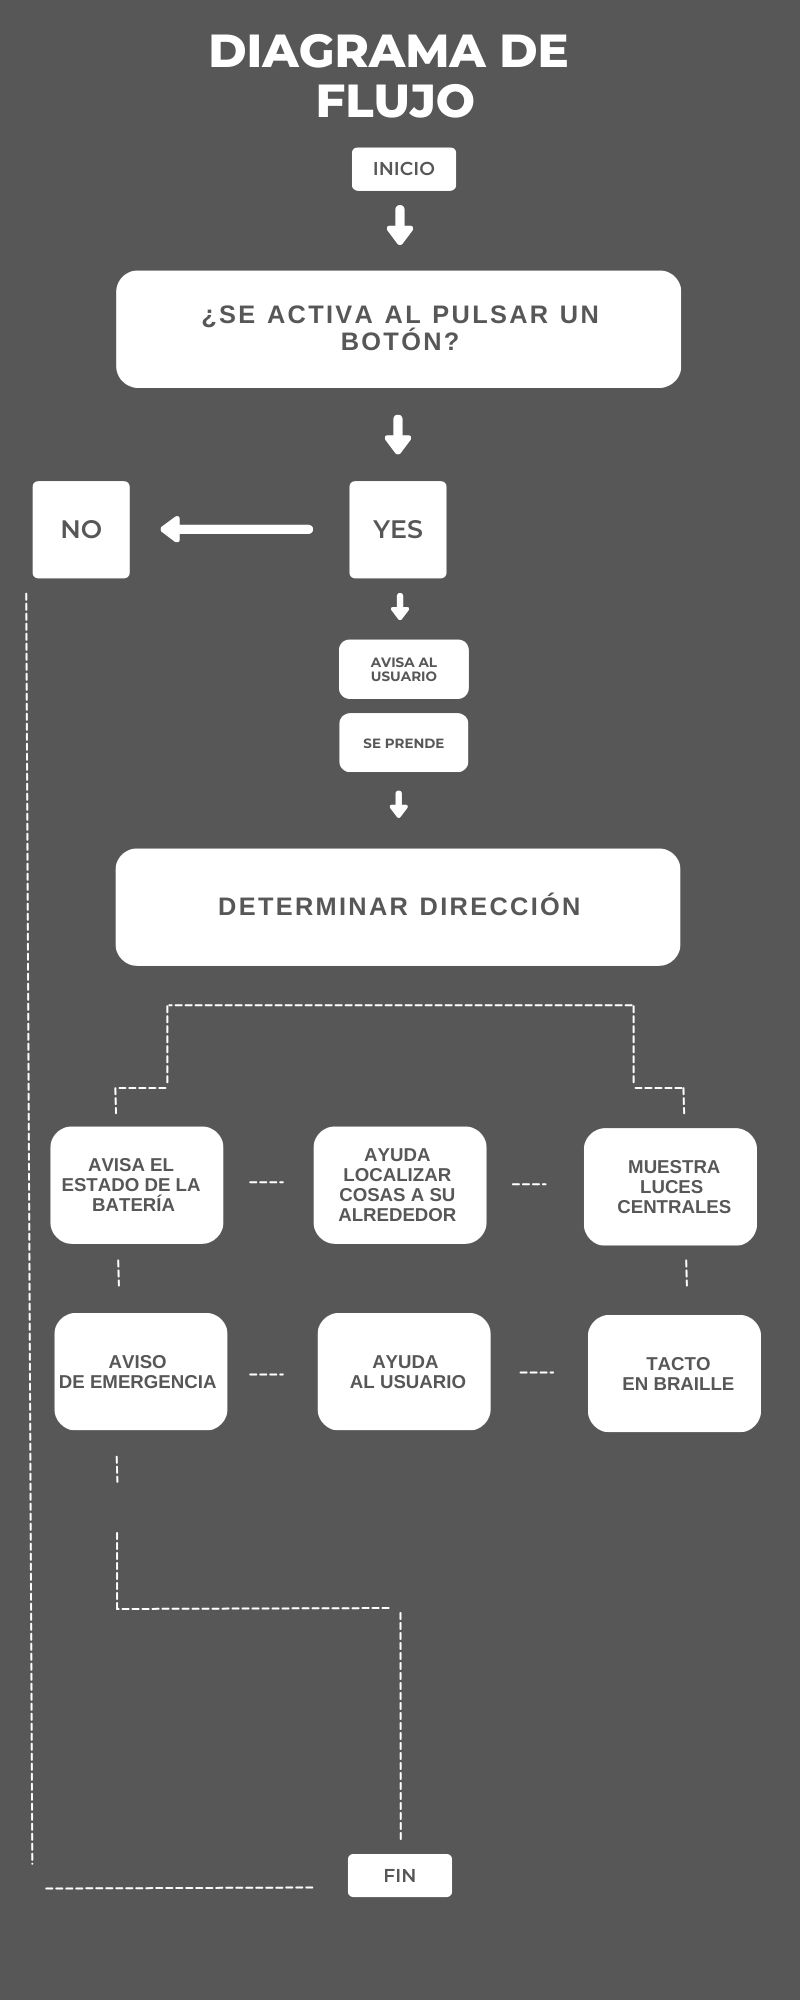 DIAGRAMA DE
FLUJO
INICIO
¿SE ACTIVA AL PULSAR UN
BOTÓN?
NO
YES
AVISA AL
USUARIO
SE PRENDE
DETERMINAR DIRECCIÓN
AVISA EL
ESTADO DE LA
BATERÍA
AYUDA
LOCALIZAR
COSAS A SU
ALREDEDOR
MUESTRA
LUCES
CENTRALES
AVISO
DE EMERGENCIA
AYUDA
AL USUARIO
TACTO
EN BRAILLE
FIN